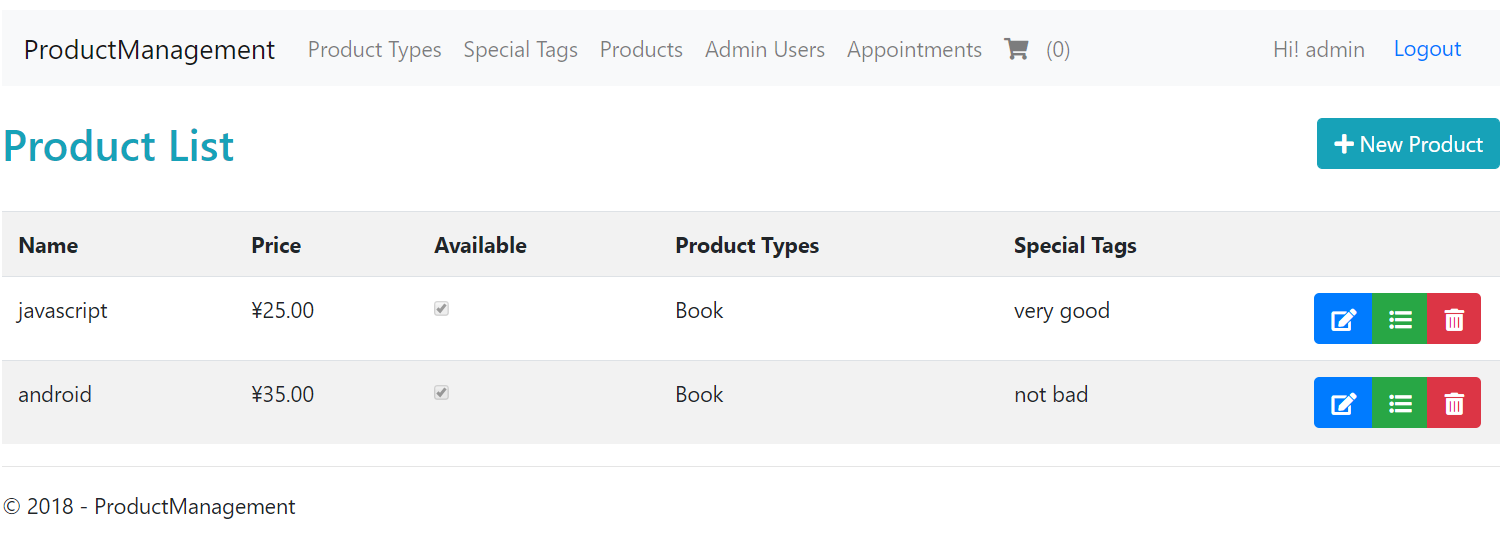 ProductManagement Product Types Special Tags Products Admin Users Appointments (0) Hi! admin Logout
Product List New Product
Name Price Available Product Types Special Tags
javascript ¥25.00 Book very good
android ¥35.00 Book not bad
© 2018 - ProductManagement